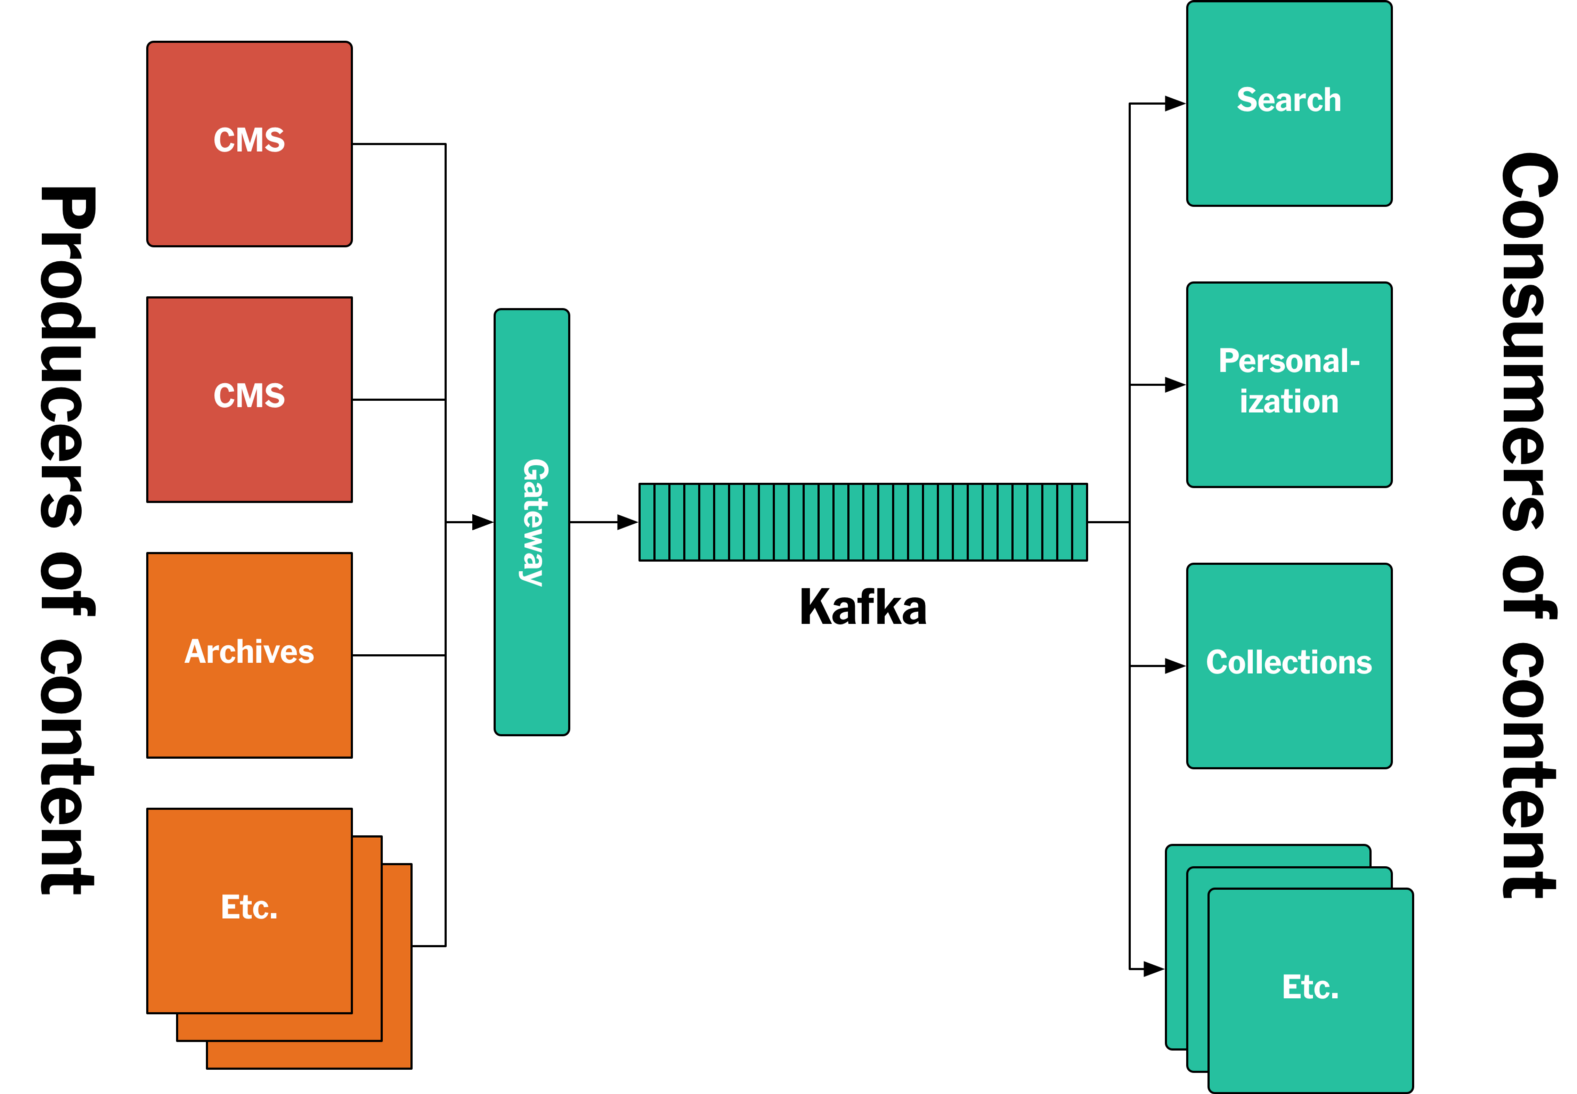 Producers of content
CMS
CMS
Archives
Etc.
Gateway
Kafka
Search
Personal-
ization
Collections
Etc.
Consumers of content